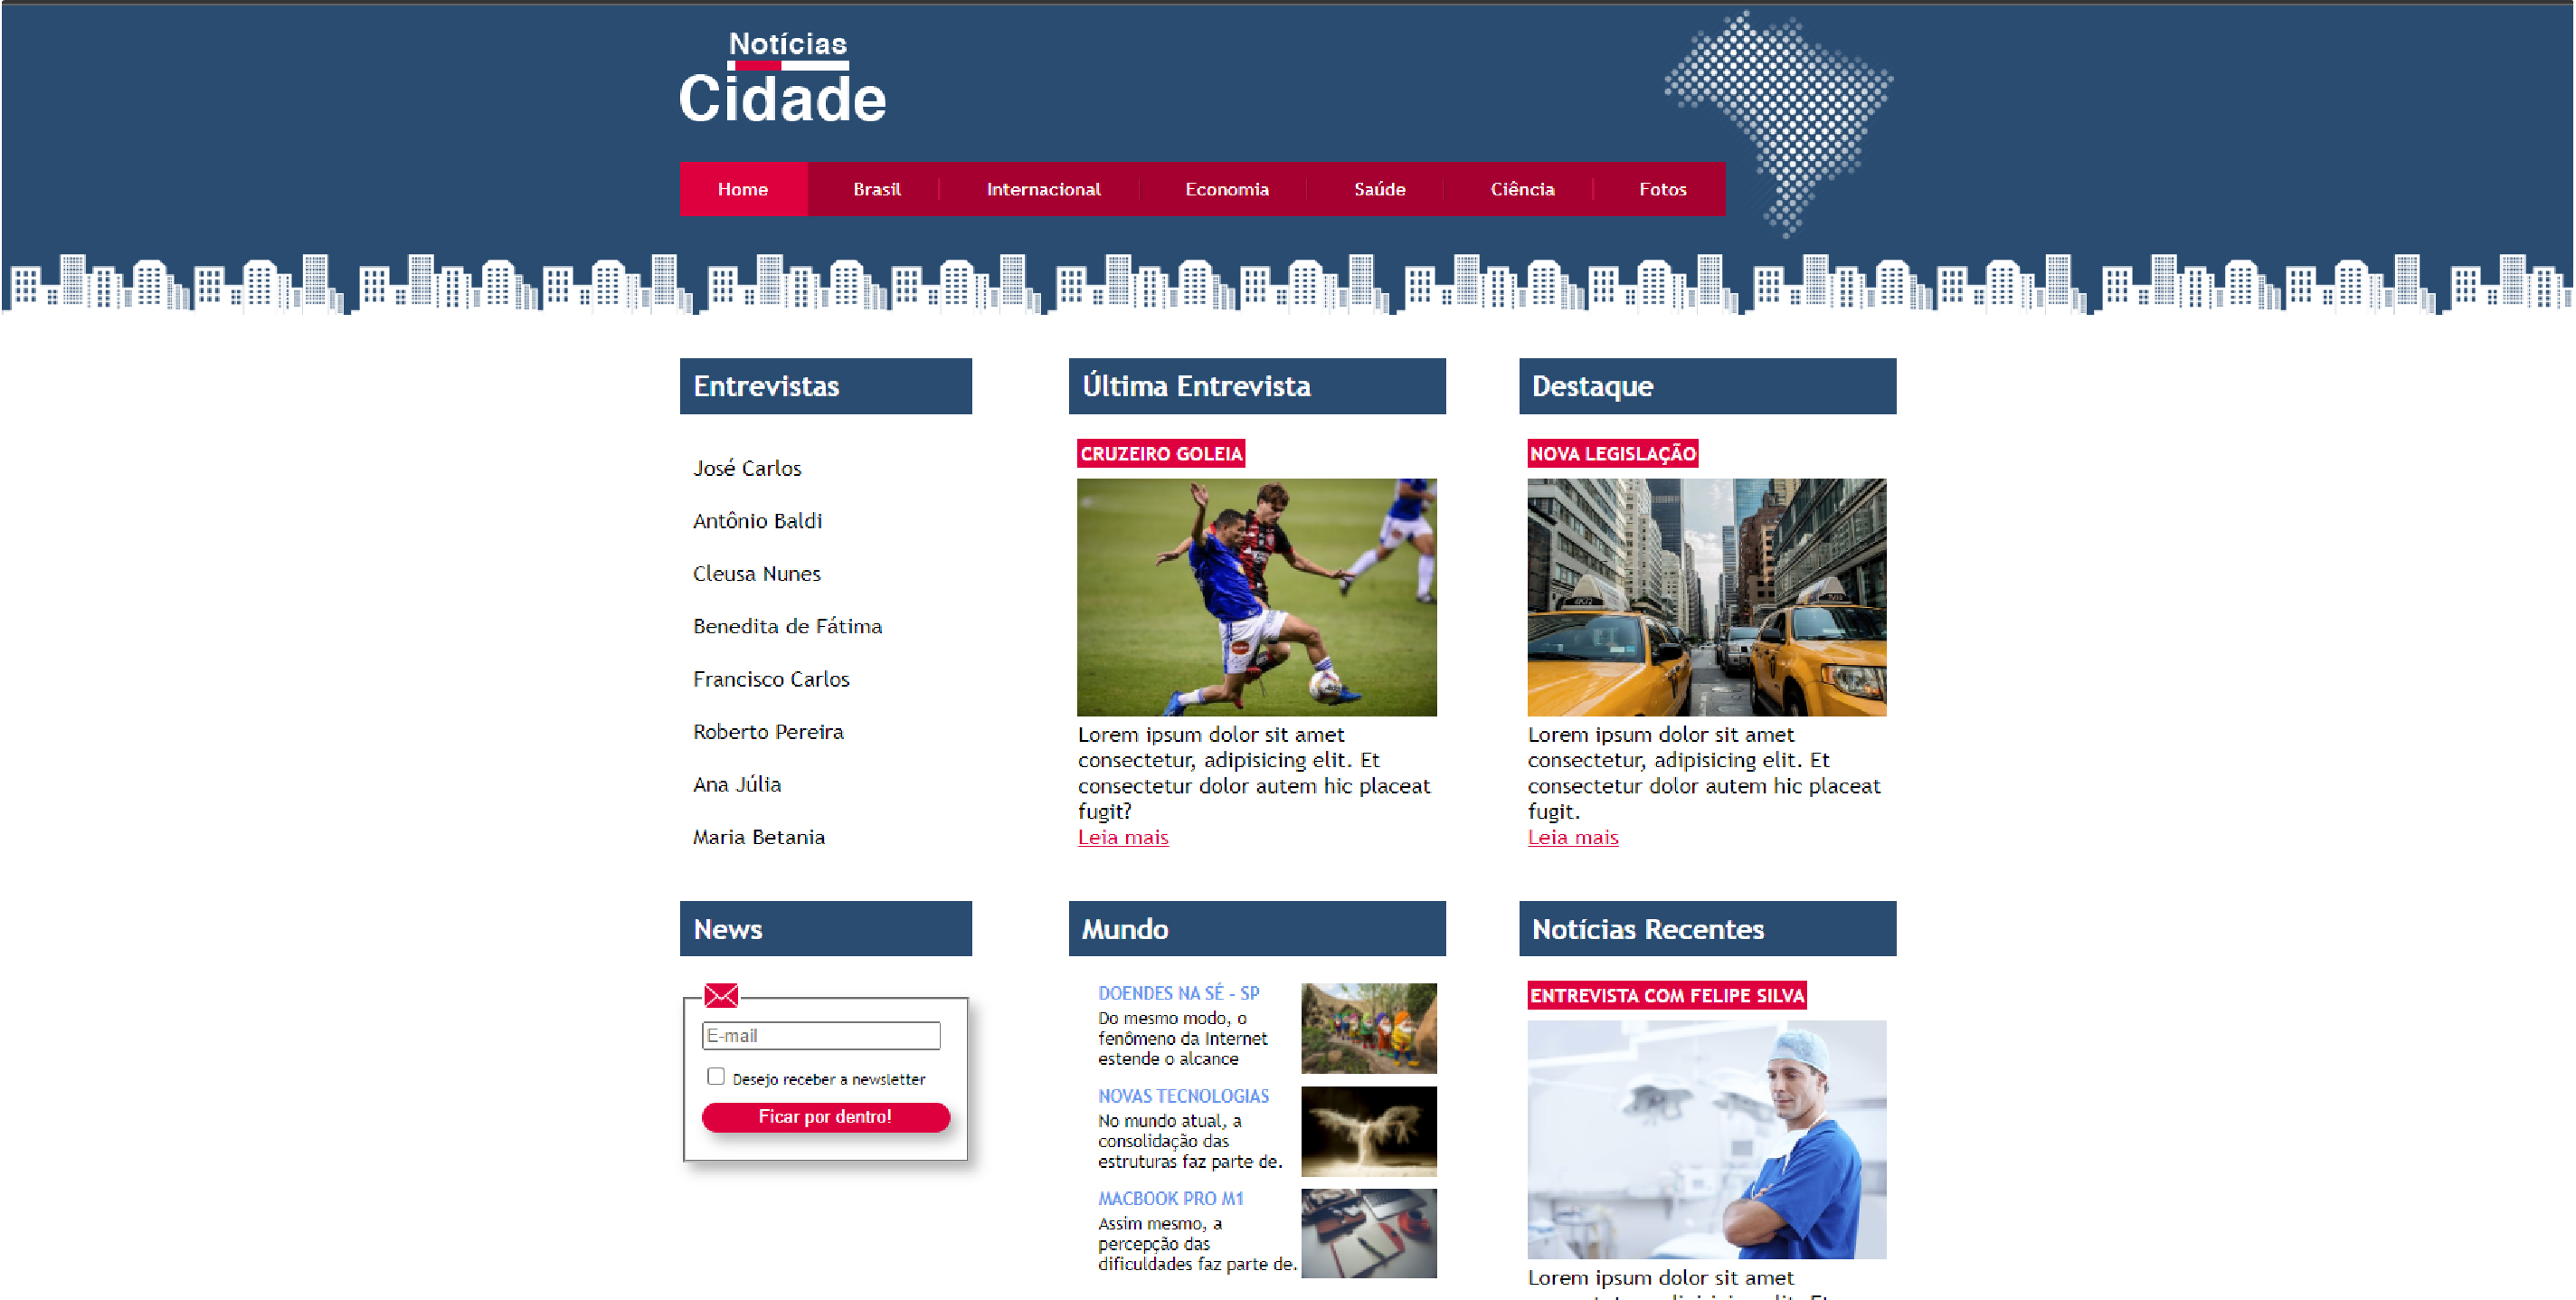 Notícias
Cidade
Home
Brasil
Internacional
Economia
Saúde
Ciência
Fotos
Entrevistas
José Carlos
Antônio Baldi
Cleusa Nunes
Benedita de Fátima
Francisco Carlos
Roberto Pereira
Ana Júlia
Maria Betania
Última Entrevista
CRUZEIRO GOLEIA
Lorem ipsum dolor sit amet
consectetur, adipisicing elit. Et
consectetur dolor autem hic placeat
fugit?
Leia mais
Destaque
NOVA LEGISLAÇÃO
Lorem ipsum dolor sit amet
consectetur, adipisicing elit. Et
consectetur dolor autem hic placeat
fugit.
Leia mais
News
E-mail
Desejo receber a newsletter
Ficar por dentro!
Mundo
DOENDES NA SÉ - SP
Do mesmo modo, o
fenômeno da Internet
estende o alcance
NOVAS TECNOLOGIAS
No mundo atual, a
consolidação das
estruturas faz parte de.
MACBOOK PRO M1
Assim mesmo, a
percepção das
dificuldades faz parte de.
Notícias Recentes
ENTREVISTA COM FELIPE SILVA
Lorem ipsum dolor sit amet